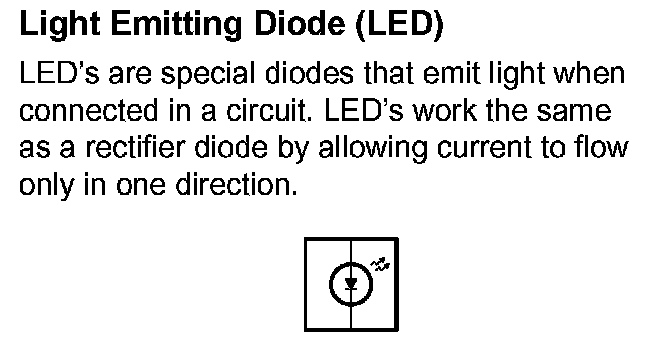 Light Emitting Diode (LED)
LED's are special diodes that emit light when
connected in a circuit. LED's work the same
as a rectifier diode by allowing current to flow
only in one direction.